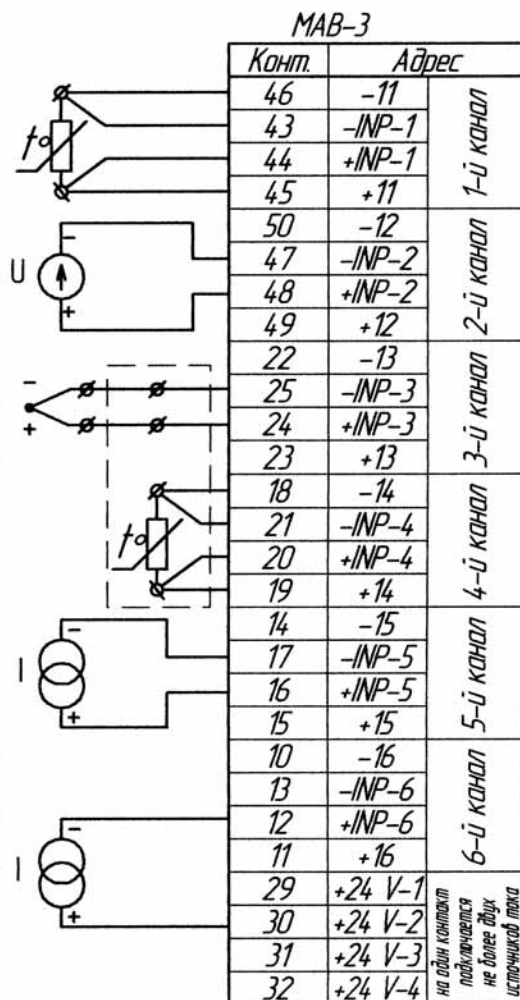 МАВ-3
Конт. Адрес
46 -11
43 -INP-1
44 +INP-1
45 +11
1-й канал
50 -12
47 -INP-2
48 +INP-2
49 +12
2-й канал
22 -13
25 -INP-3
24 +INP-3
23 +13
3-й канал
18 -14
21 -INP-4
20 +INP-4
19 +14
4-й канал
14 -15
17 -INP-5
16 +INP-5
15 +15
5-й канал
10 -16
13 -INP-6
12 +INP-6
11 +16
6-й канал
29 +24 V-1
30 +24 V-2
31 +24 V-3
32 +24 V-4
на один контакт
подключается
не более двух
источников тока
t°
- U +
- +
t°
- I +
- I +